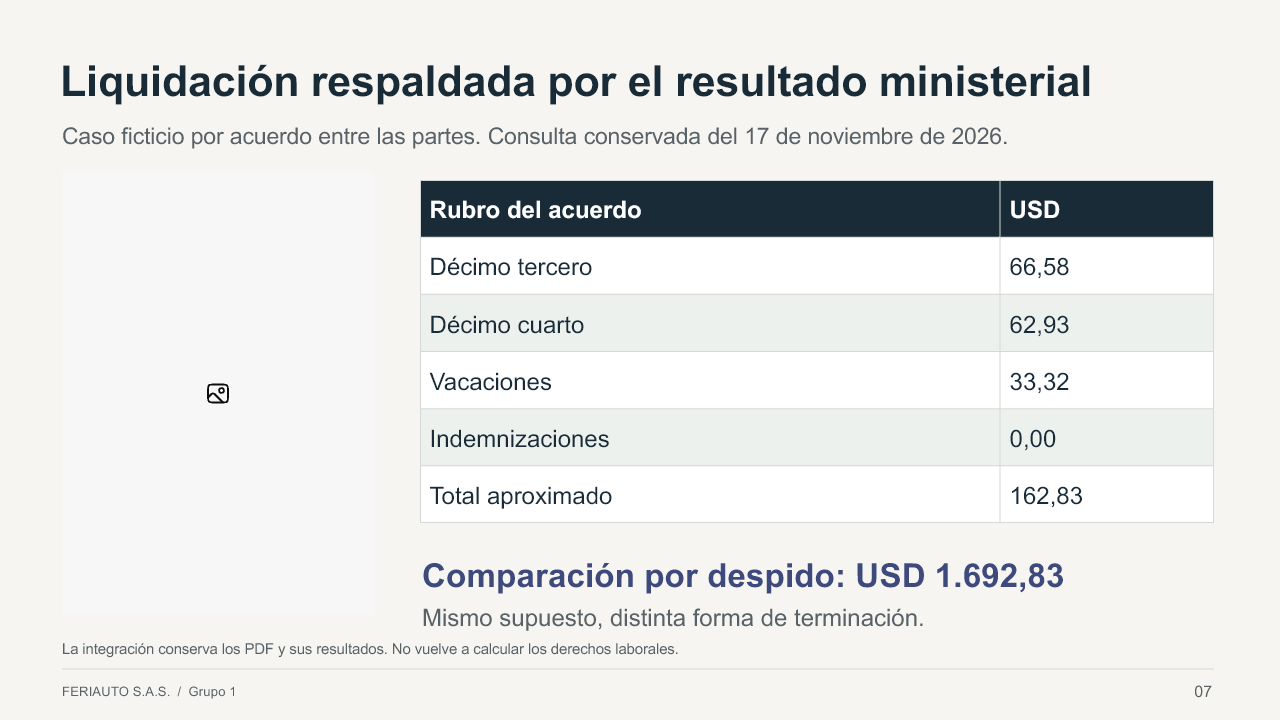 Liquidación respaldada por el resultado ministerial
Caso ficticio por acuerdo entre las partes. Consulta conservada del 17 de noviembre de 2026.
Rubro del acuerdo USD
Décimo tercero 66,58
Décimo cuarto 62,93
Vacaciones 33,32
Indemnizaciones 0,00
Total aproximado 162,83
Comparación por despido: USD 1.692,83
Mismo supuesto, distinta forma de terminación.
La integración conserva los PDF y sus resultados. No vuelve a calcular los derechos laborales.
FERIAUTO S.A.S. / Grupo 1 07